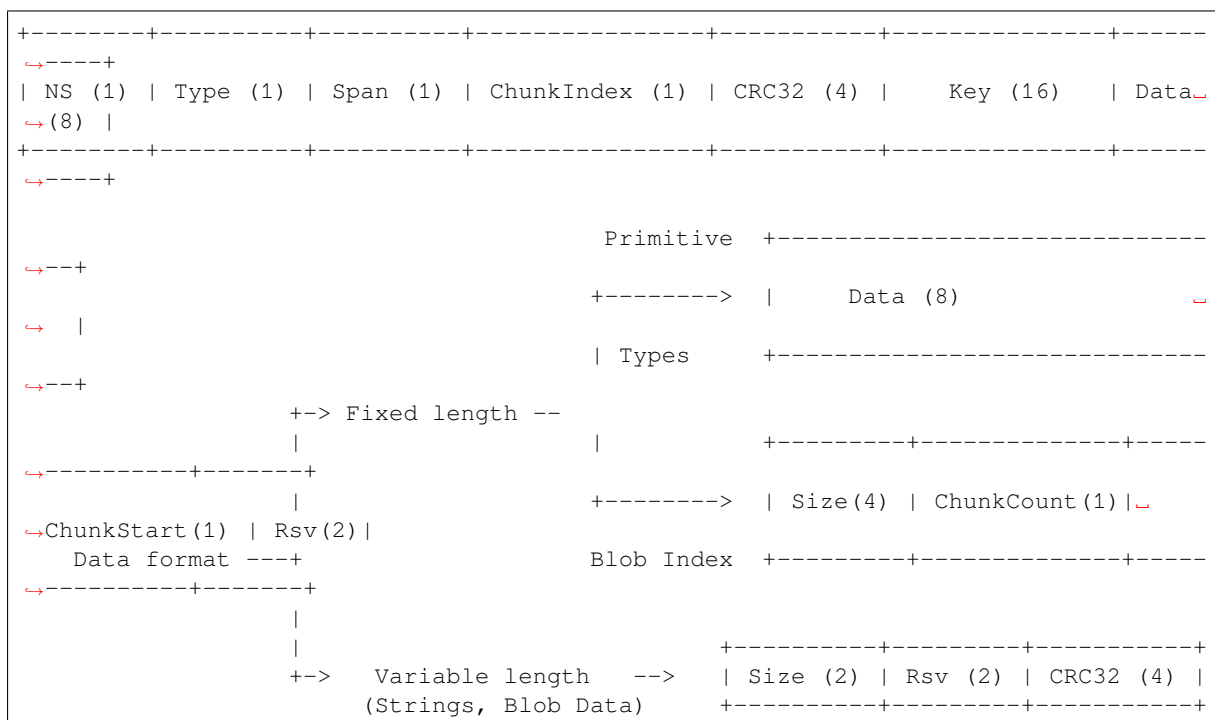 +--------+----------+----------+---------------+-----------+--------------+------
↪----+
| NS (1) | Type (1) | Span (1) | ChunkIndex (1) | CRC32 (4) |    Key (16)   | Data␣
↪(8) |
+--------+----------+----------+---------------+-----------+--------------+------
↪----+
Primitive  +-----------------------------
↪--+
+-------->  |     Data (8)                ␣
↪  |
| Types     +-----------------------------
↪--+
+-> Fixed length --
|                   |           +---------+--------------+-----
↪----------+-------+
|                   +-------->  | Size(4) | ChunkCount(1)|␣
↪ChunkStart(1) | Rsv(2)|
Data format ---+                   Blob Index  +---------+--------------+-----
↪----------+-------+
|
|                            +----------+---------+-----------+
+->   Variable length   -->   | Size (2) | Rsv (2) | CRC32 (4) |
(Strings, Blob Data)     +----------+---------+-----------+